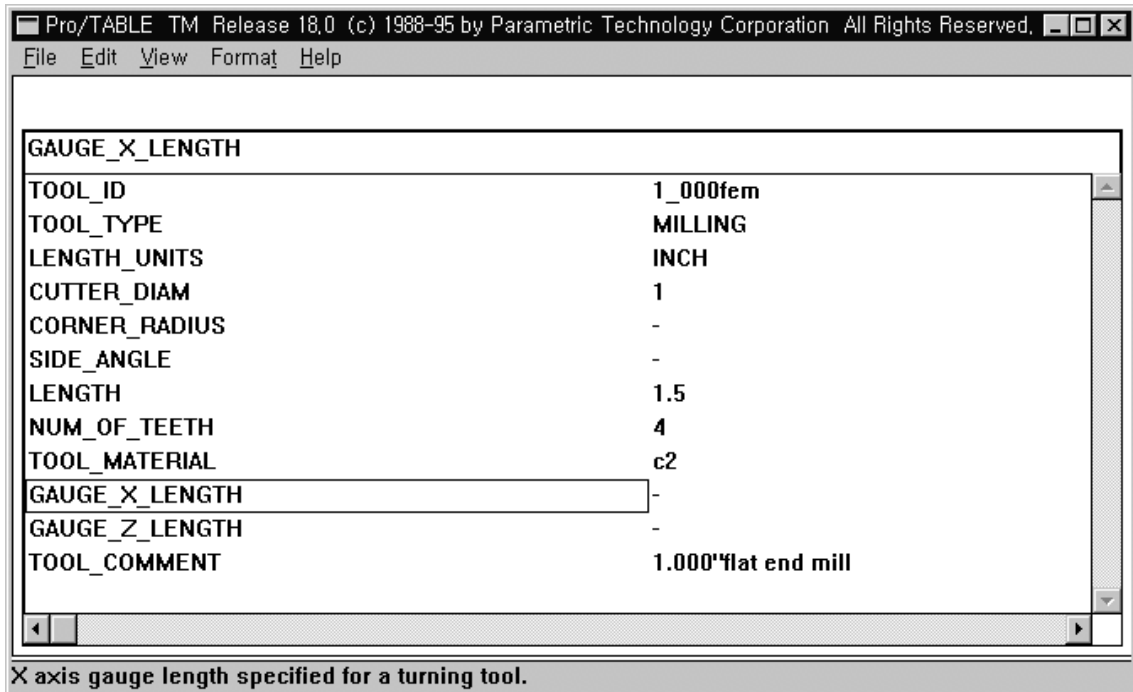 Pro/TABLE TM Release 18,0 (c) 1988-95 by Parametric Technology Corporation All Rights Reserved,
File Edit View Format Help
GAUGE_X_LENGTH
TOOL_ID 1_000fem
TOOL_TYPE MILLING
LENGTH_UNITS INCH
CUTTER_DIAM 1
CORNER_RADIUS -
SIDE_ANGLE -
LENGTH 1.5
NUM_OF_TEETH 4
TOOL_MATERIAL c2
GAUGE_X_LENGTH -
GAUGE_Z_LENGTH -
TOOL_COMMENT 1.000"flat end mill
X axis gauge length specified for a turning tool.